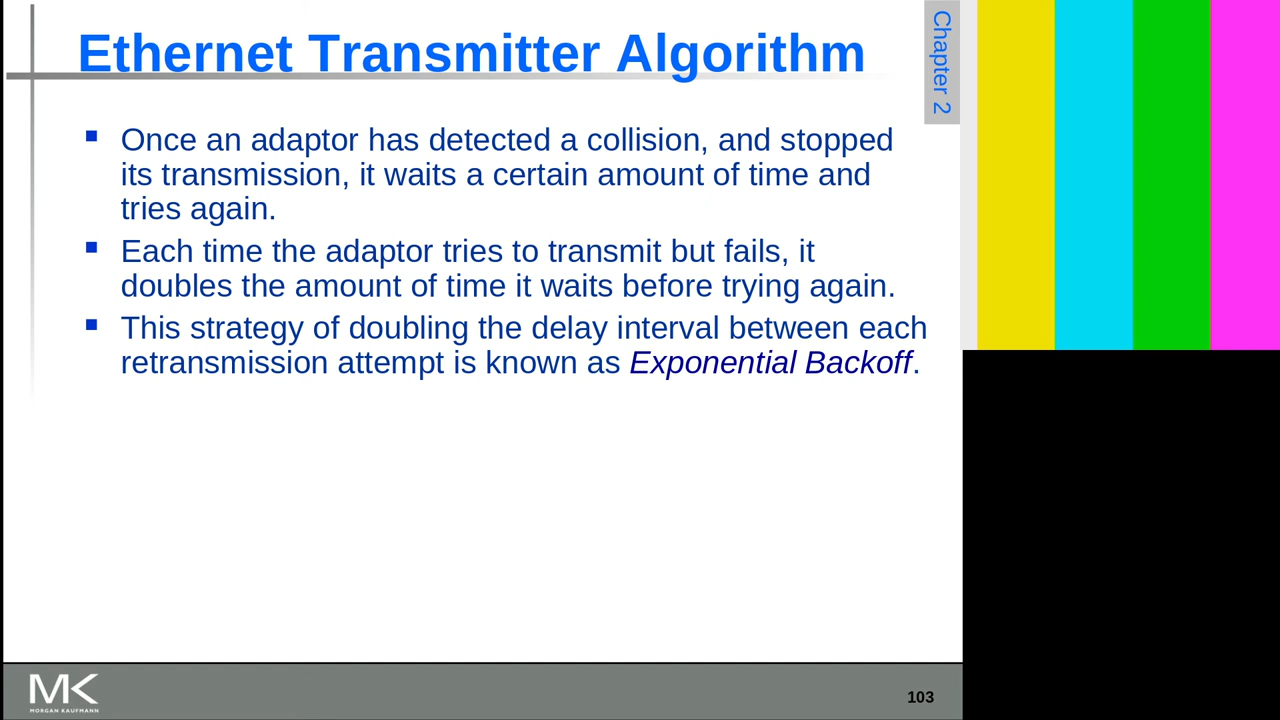 Ethernet Transmitter Algorithm
Chapter 2
Once an adaptor has detected a collision, and stopped
its transmission, it waits a certain amount of time and
tries again.
Each time the adaptor tries to transmit but fails, it
doubles the amount of time it waits before trying again.
This strategy of doubling the delay interval between each
retransmission attempt is known as Exponential Backoff.
MK
MORGAN KAUFMANN
103